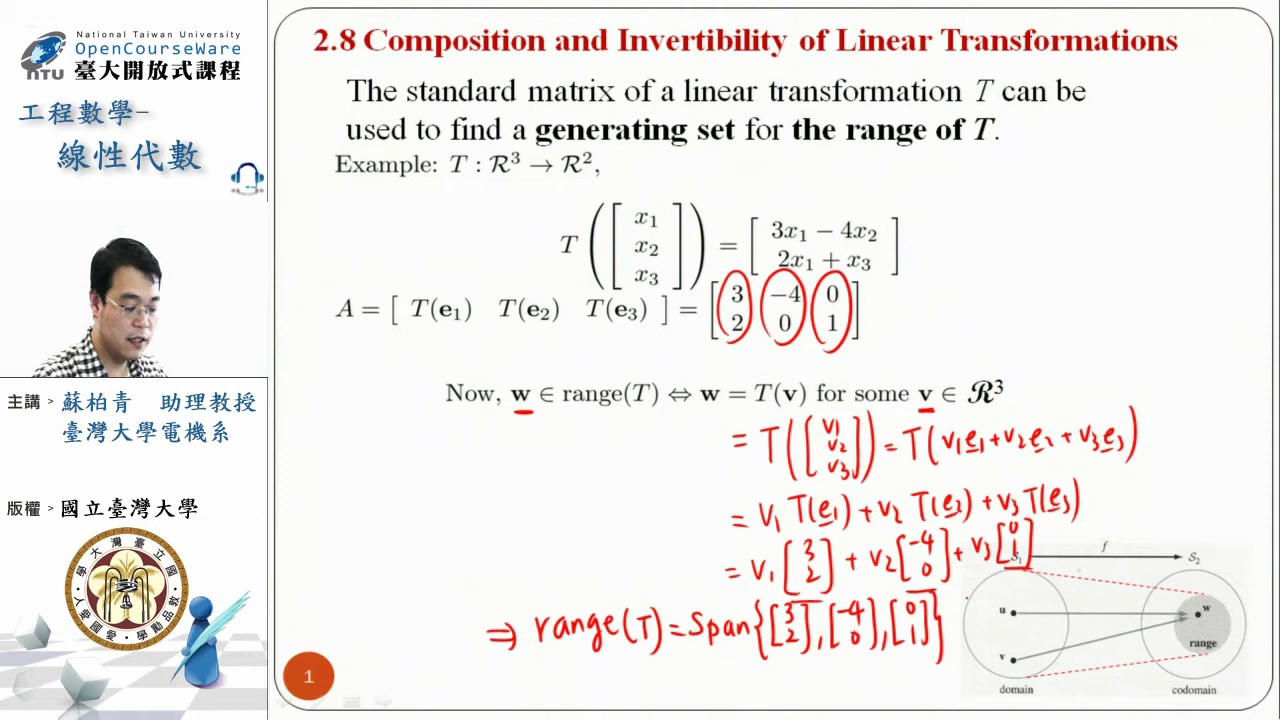 National Taiwan University
OpenCourseWare
NTU 臺大開放式課程
工程數學-
線性代數
主講 > 蘇柏青 助理教授
臺灣大學電機系
版權 > 國立臺灣大學
2.8 Composition and Invertibility of Linear Transformations
The standard matrix of a linear transformation T can be
used to find a generating set for the range of T.
Example: T : R³ → R²,
T([x₁ x₂ x₃]) = [3x₁ − 4x₂ 2x₁ + x₃]
A = [ T(e₁) T(e₂) T(e₃) ] = [3 −4 0 2 0 1]
Now, w ∈ range(T) ⇔ w = T(v) for some v ∈ R³
= T([v₁ v₂ v₃]) = T(v₁e₁+v₂e₂+v₃e₃)
= v₁ T(e₁) + v₂ T(e₂) + v₃ T(e₃)
= v₁[3 2] + v₂[-4 0] + v₃[0 1]
⇒ range(T) = Span{[3 2], [-4 0], [0 1]}
S₁ f S₂
u
w
range
v
domain codomain
1